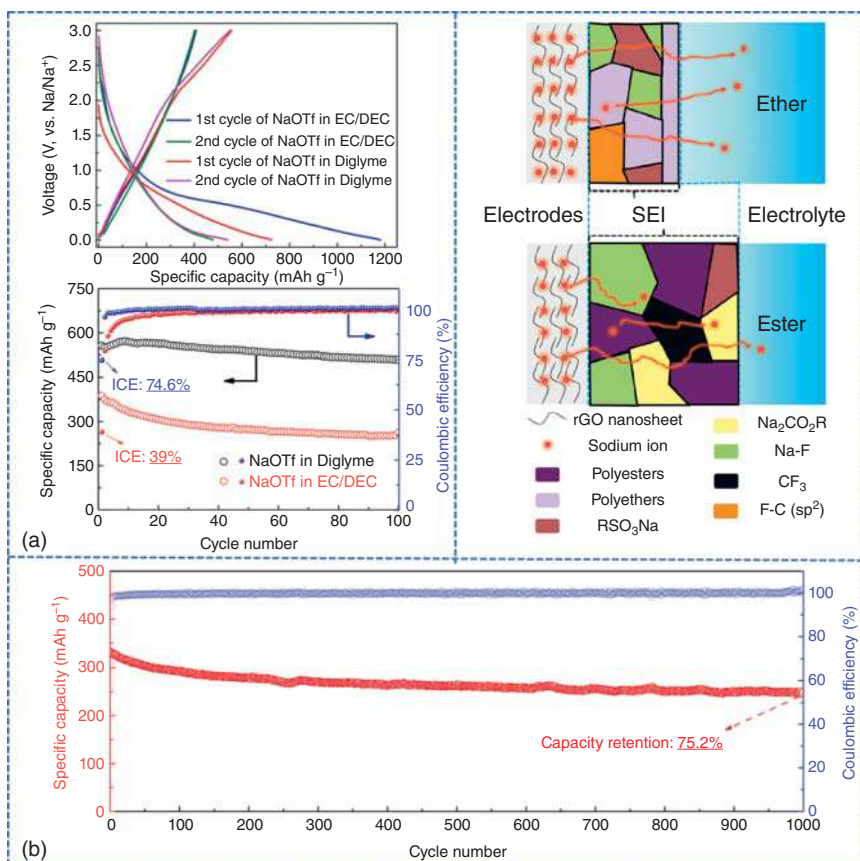 3.0
2.5
2.0
1.5
1.0
0.5
0.0
Voltage (V, vs. Na/Na⁺)
1st cycle of NaOTf in EC/DEC
2nd cycle of NaOTf in EC/DEC
1st cycle of NaOTf in Diglyme
2nd cycle of NaOTf in Diglyme
0 200 400 600 800 1000 1200
Specific capacity (mAh g⁻¹)
750
600
450
300
150
0
Specific capacity (mAh g⁻¹)
100
75
50
25
0
Coulombic efficiency (%)
ICE: 74.6%
ICE: 39%
NaOTf in Diglyme
NaOTf in EC/DEC
0 20 40 60 80 100
Cycle number
(a)
Ether
Electrodes SEI Electrolyte
Ester
rGO nanosheet
Sodium ion
Polyesters
Polyethers
RSO₃Na
Na₂CO₂R
Na-F
CF₃
F-C (sp²)
500
400
300
200
100
0
Specific capacity (mAh g⁻¹)
100
80
60
40
20
0
Coulombic efficiency (%)
Capacity retention: 75.2%
0 100 200 300 400 500 600 700 800 900 1000
Cycle number
(b)